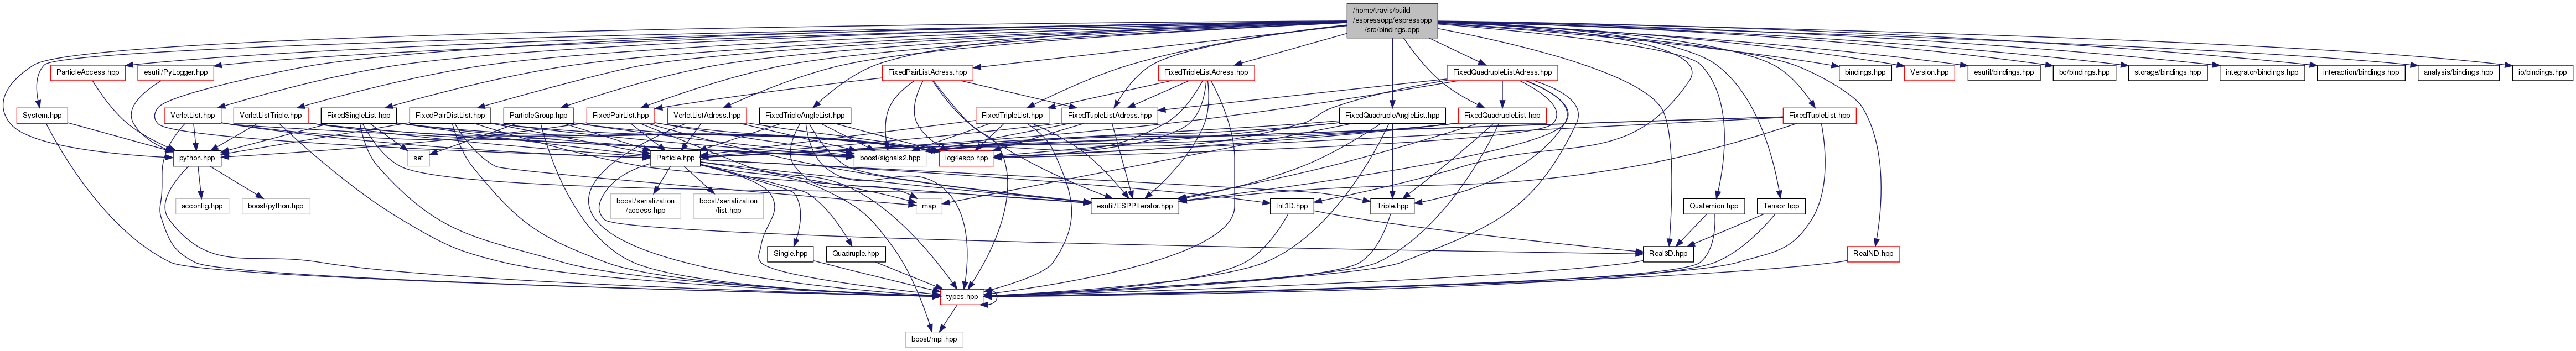 /home/travis/build
/espressopp/espressopp
/src/bindings.cpp
ParticleAccess.hpp
esutil/PyLogger.hpp
FixedPairListAdress.hpp
FixedTripleListAdress.hpp
FixedQuadrupleListAdress.hpp
bindings.hpp
Version.hpp
esutil/bindings.hpp
bc/bindings.hpp
storage/bindings.hpp
integrator/bindings.hpp
interaction/bindings.hpp
analysis/bindings.hpp
io/bindings.hpp
System.hpp
VerletList.hpp
VerletListTriple.hpp
FixedSingleList.hpp
FixedPairDistList.hpp
ParticleGroup.hpp
FixedPairList.hpp
VerletListAdress.hpp
FixedTripleAngleList.hpp
FixedTripleList.hpp
FixedTupleListAdress.hpp
FixedQuadrupleAngleList.hpp
FixedQuadrupleList.hpp
FixedTupleList.hpp
python.hpp
set
Particle.hpp
boost/signals2.hpp
log4espp.hpp
acconfig.hpp
boost/python.hpp
boost/serialization
/access.hpp
boost/serialization
/list.hpp
map
esutil/ESPPIterator.hpp
Int3D.hpp
Triple.hpp
Quaternion.hpp
Tensor.hpp
Single.hpp
Quadruple.hpp
Real3D.hpp
RealND.hpp
types.hpp
boost/mpi.hpp